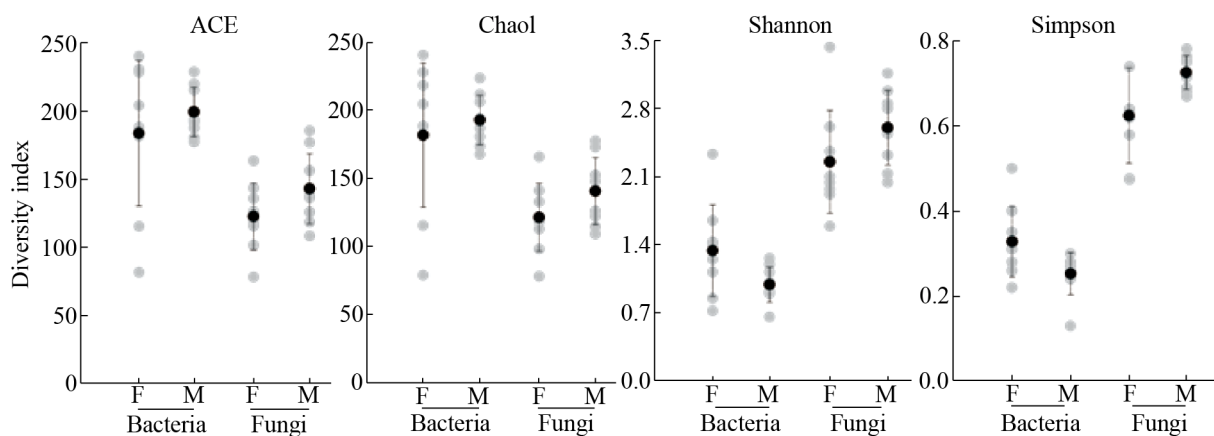 ACE
Chaol
Shannon
Simpson
Diversity index
250
200
150
100
50
0
F M F M
Bacteria Fungi
250
200
150
100
50
0
F M F M
Bacteria Fungi
3.5
2.8
2.1
1.4
0.7
0.0
F M F M
Bacteria Fungi
0.8
0.6
0.4
0.2
0.0
F M F M
Bacteria Fungi